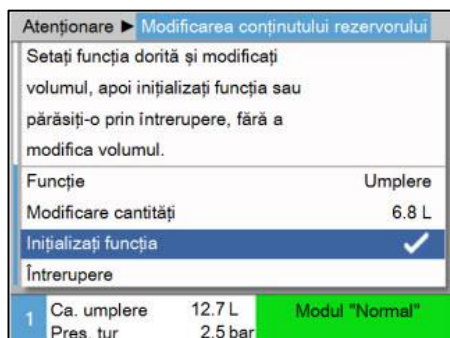 Atenționare ► Modificarea conținutului rezervorului
Setați funcția dorită și modificați
volumul, apoi inițializați funcția sau
părăsiți-o prin întrerupere, fără a
modifica volumul.
Funcție Umplere
Modificare cantități 6.8 L
Inițializați funcția ✓
Întrerupere
1 Ca. umplere 12.7 L Modul "Normal"
Pres. tur 2.5 bar